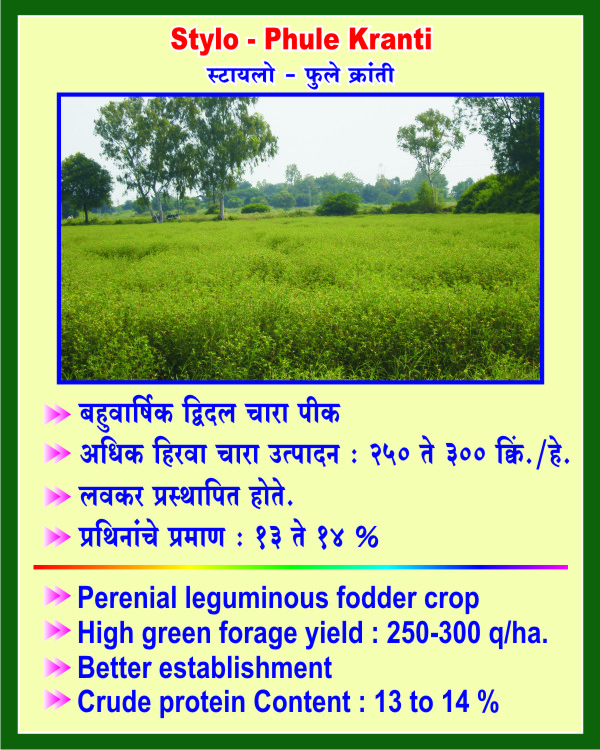 Stylo - Phule Kranti
स्टायलो - फुले क्रांती
बहुवार्षिक द्विदल चारा पीक
अधिक हिरवा चारा उत्पादन : २५० ते ३०० क्विं./हे.
लवकर प्रस्थापित होते.
प्रथिनांचे प्रमाण : १३ ते १४ %
Perenial leguminous fodder crop
High green forage yield : 250-300 q/ha.
Better establishment
Crude protein Content : 13 to 14 %